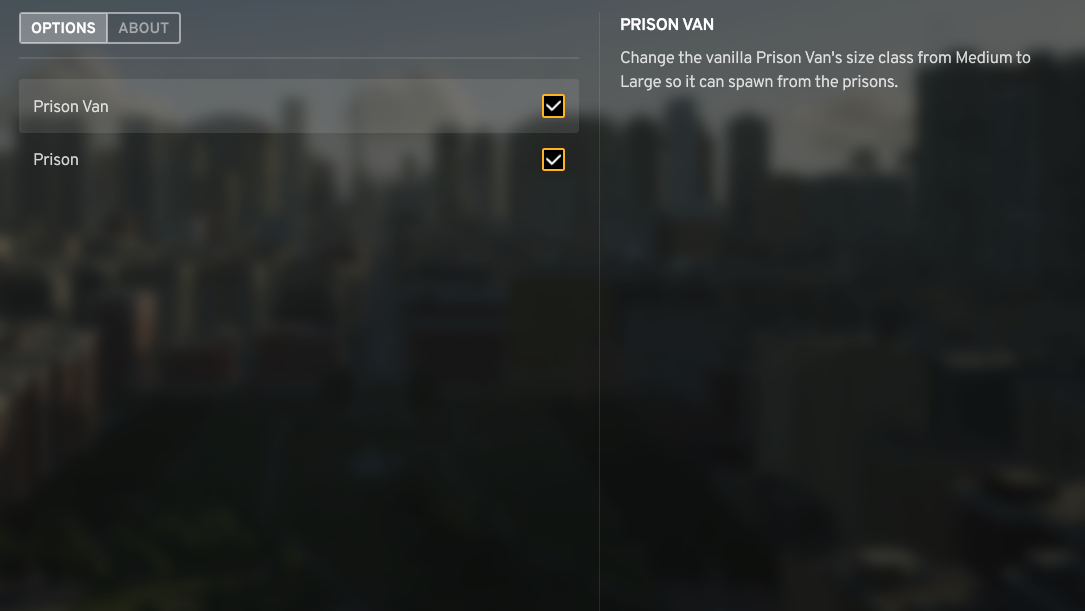 OPTIONS ABOUT
Prison Van
Prison
PRISON VAN
Change the vanilla Prison Van's size class from Medium to
Large so it can spawn from the prisons.